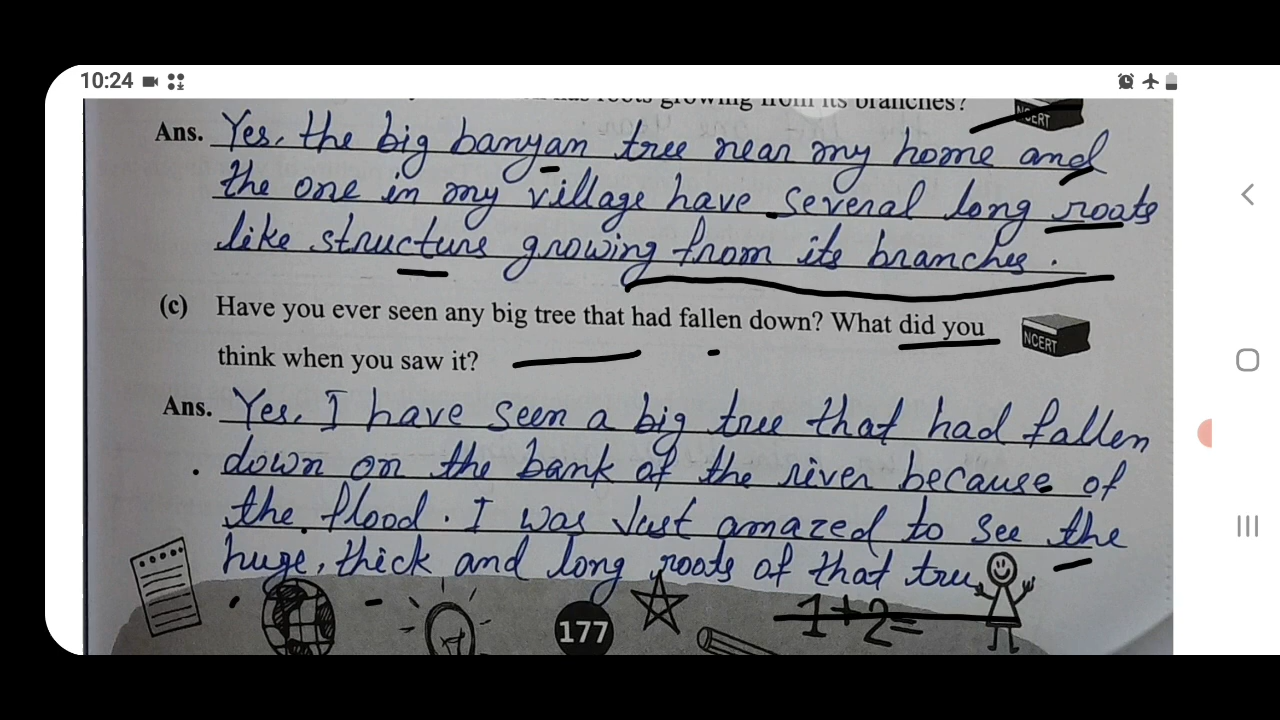 10:24
roots growing from its branches?
NCERT
Ans. Yes, the big banyan tree near my home and
the one in my village have several long roots
like structure growing from its branches.
(c) Have you ever seen any big tree that had fallen down? What did you
NCERT
think when you saw it?
Ans. Yes, I have seen a big tree that had fallen
down on the bank of the river because of
the flood. I was Just amazed to see the
huge, thick and long roots of that tree
177
1+2=